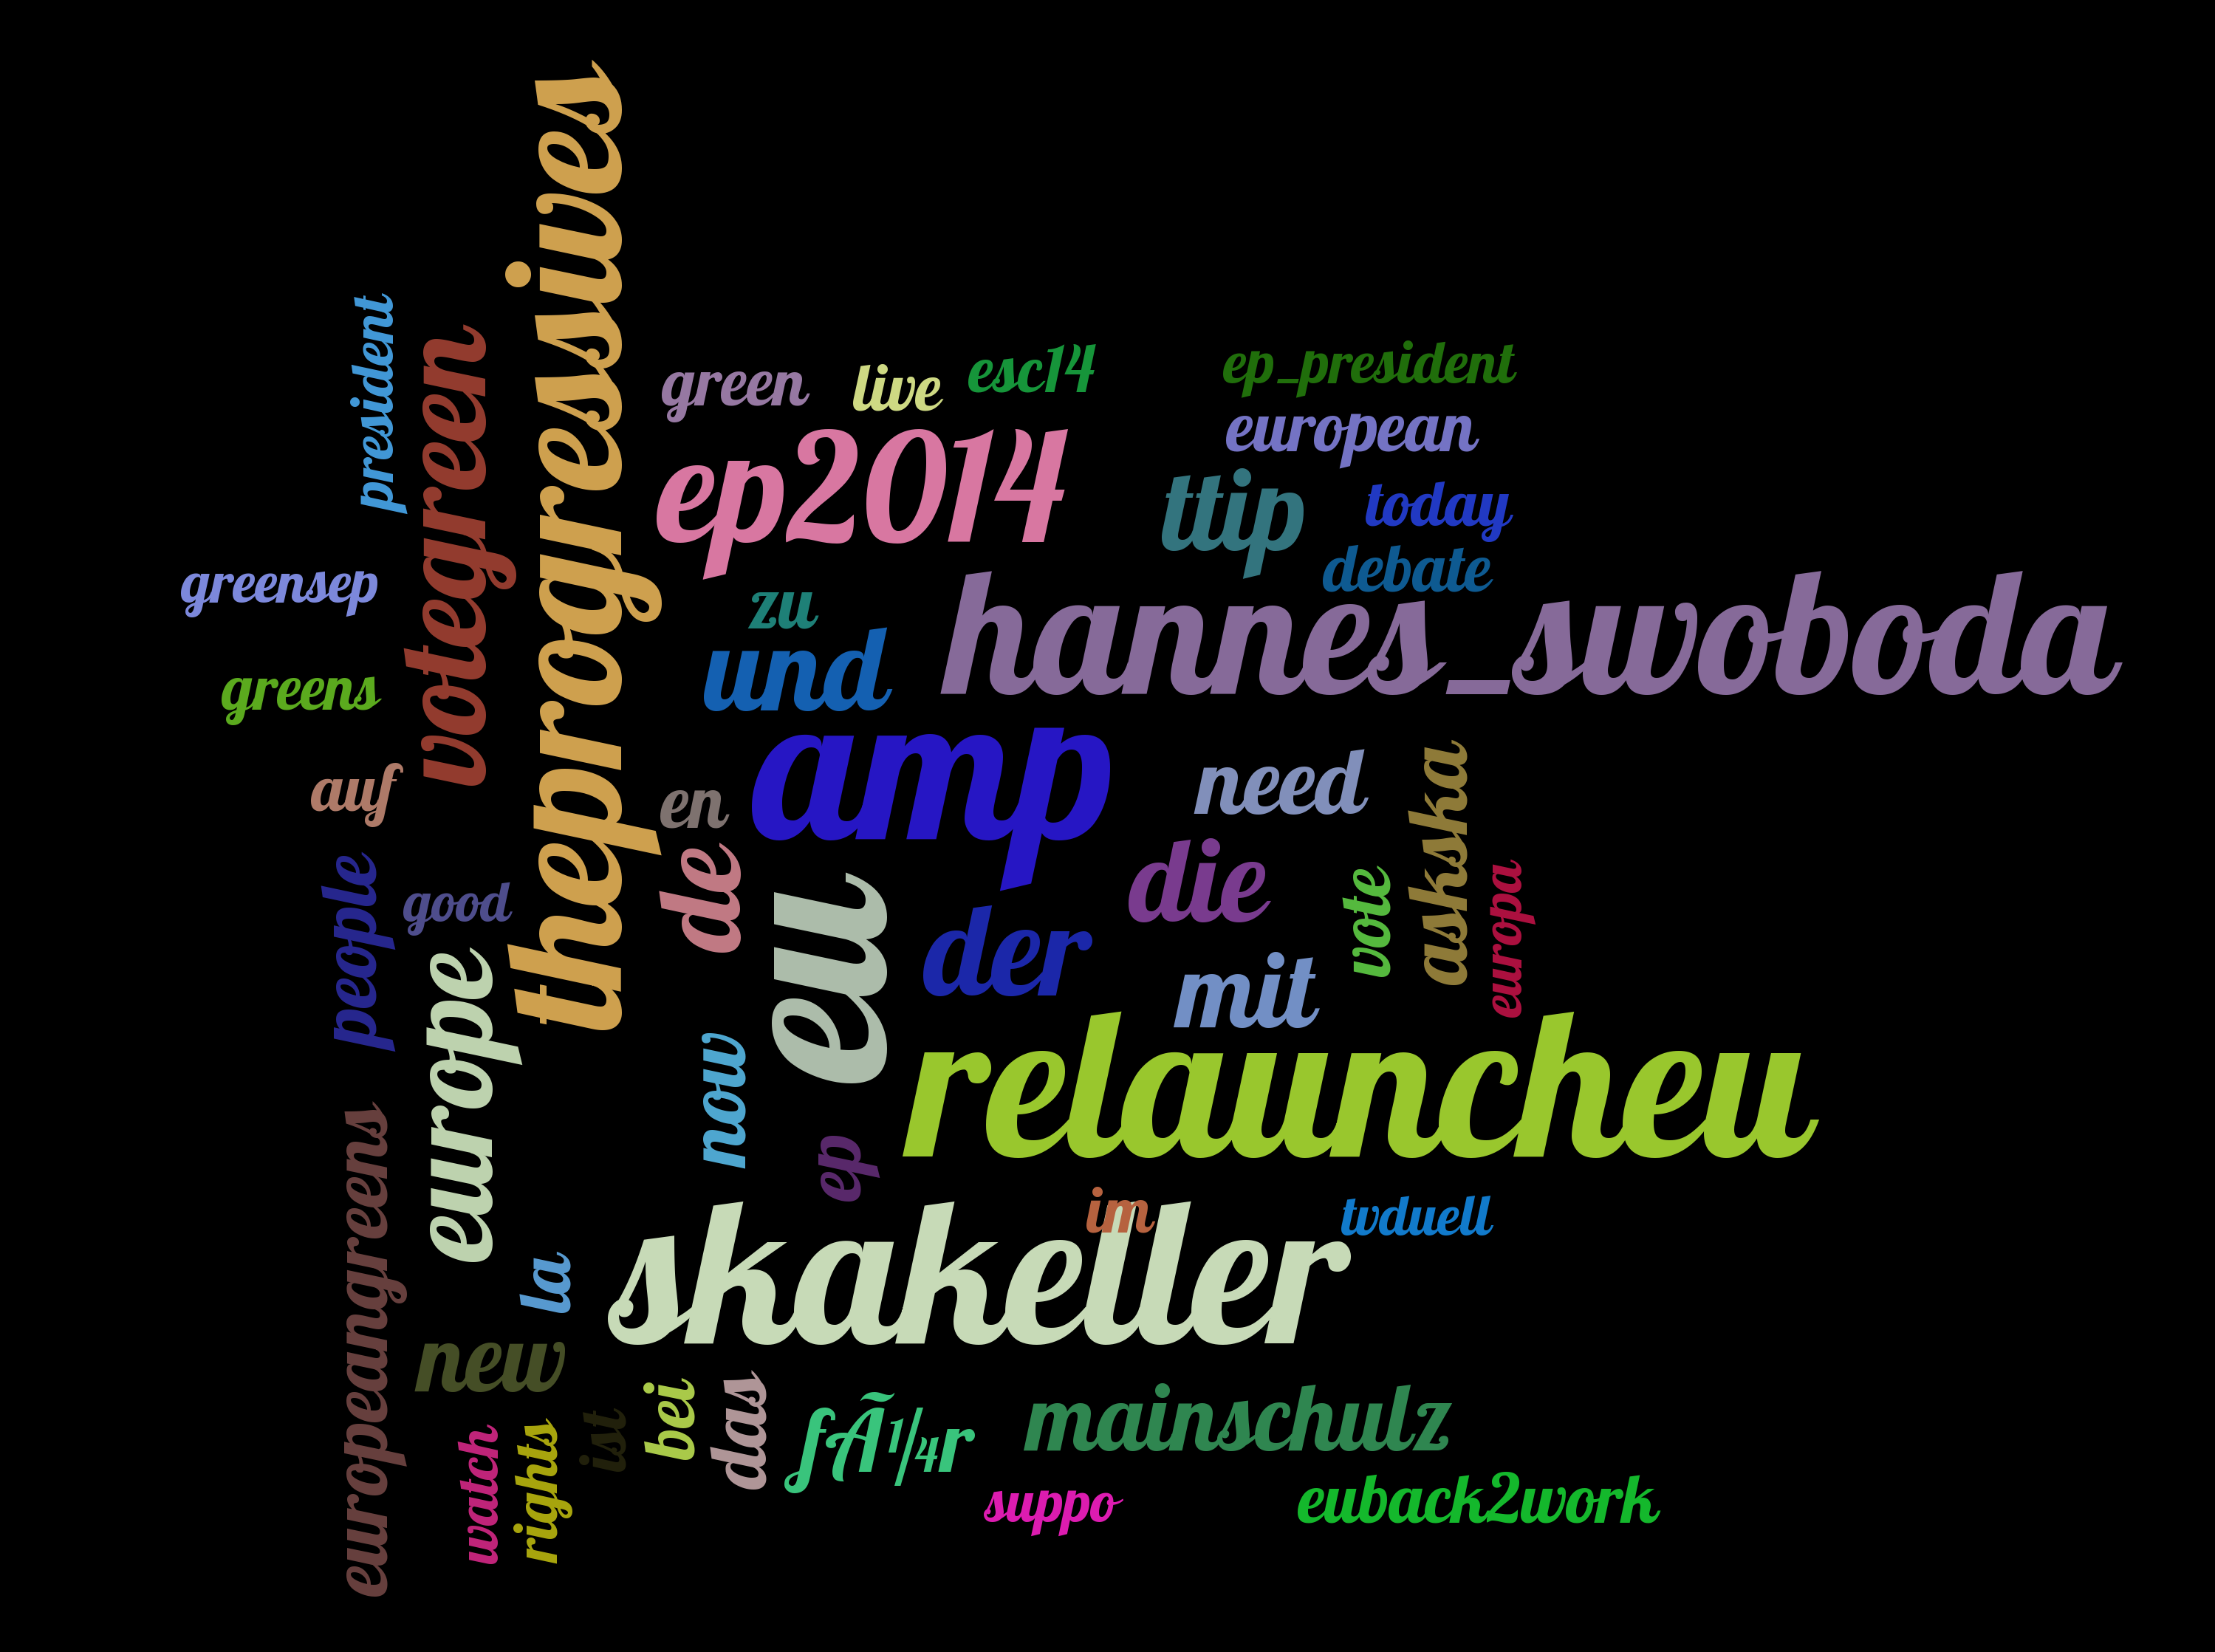 theprogressives
president
votegreen
green
live
esc14
ep_president
european
ep2014
ttip
today
debate
greensep
zu
hannes_swoboda
und
greens
amp
auf
en
need
ashska
people
good
de
eu
die
vote
europa
der
mit
europe
now
relauncheu
ep
europeangreens
im
tvduell
skakeller
la
new
ist
bei
das
fÃ¼r
mainschulz
watch
rights
suppo
euback2work